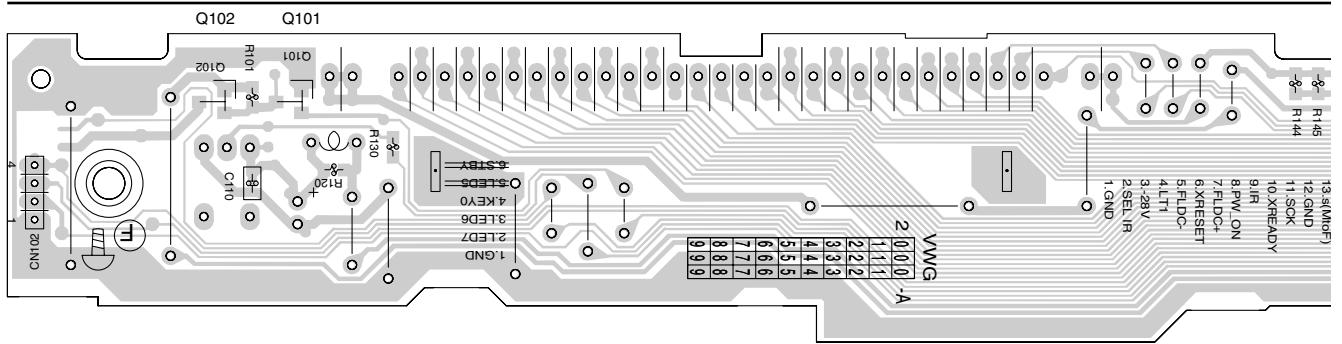 Q102 Q101
Q102
R101
Q101
R130
C110
R120
+
4
1
CN102
F
6.STBY
5.LED5
4.KEY0
3.LED6
2.LED7
1.GND
VWG
2 0 0 0 -A
1 1 1
2 2 2
3 3 3
4 4 4
5 5 5
6 6 6
7 7 7
8 8 8
9 9 9
R144
R145
13.s(MtoF)
12.GND
11.SCK
10.XREADY
9.IR
8.PW_ON
7.FLDC+
6.XRESET
5.FLDC-
4.LT1
3.-28V
2.SEL IR
1.GND